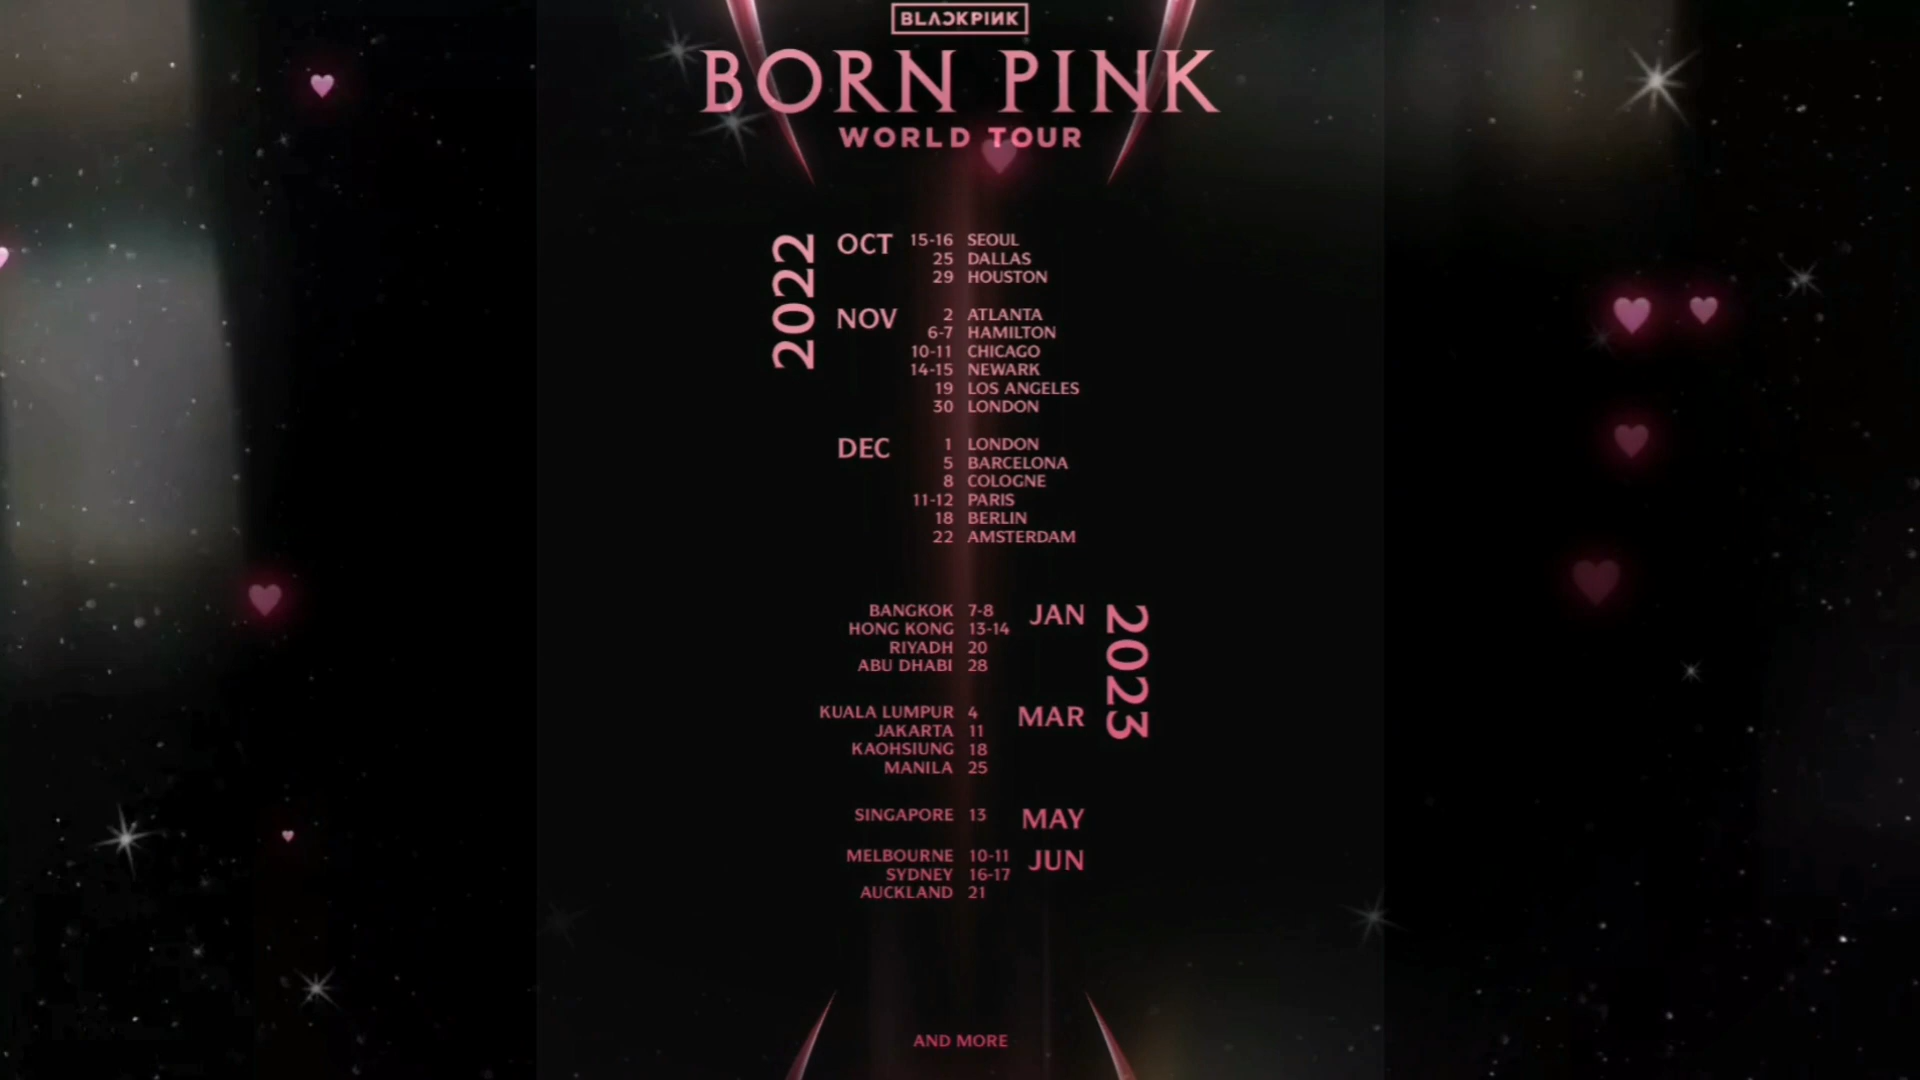 BLACKPINK
BORN PINK
WORLD TOUR
2022
OCT 15-16 SEOUL
25 DALLAS
29 HOUSTON
NOV 2 ATLANTA
6-7 HAMILTON
10-11 CHICAGO
14-15 NEWARK
19 LOS ANGELES
30 LONDON
DEC 1 LONDON
5 BARCELONA
8 COLOGNE
11-12 PARIS
18 BERLIN
22 AMSTERDAM
2023
BANGKOK 7-8 JAN
HONG KONG 13-14
RIYADH 20
ABU DHABI 28
KUALA LUMPUR 4 MAR
JAKARTA 11
KAOHSIUNG 18
MANILA 25
SINGAPORE 13 MAY
MELBOURNE 10-11 JUN
SYDNEY 16-17
AUCKLAND 21
AND MORE